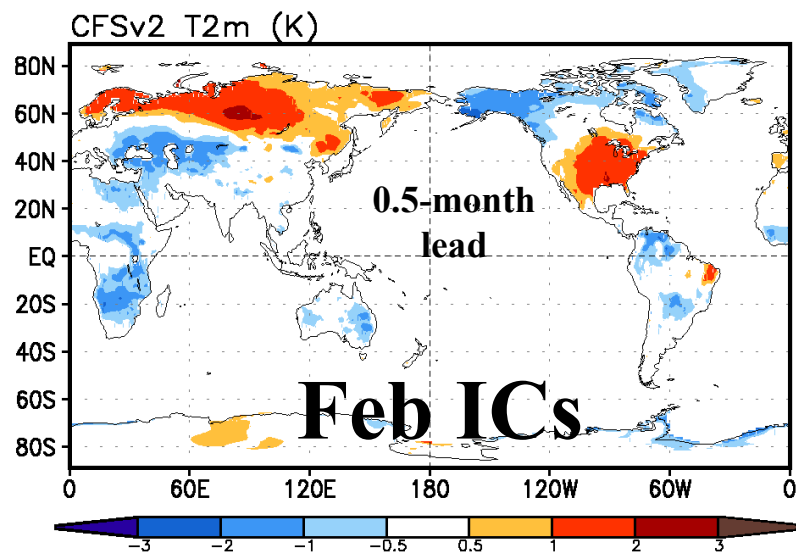 CFSv2 T2m (K)
80N
60N
40N
20N
EQ
20S
40S
60S
80S
0.5-month
lead
Feb ICs
0 60E 120E 180 120W 60W 0
-3 -2 -1 -0.5 0.5 1 2 3